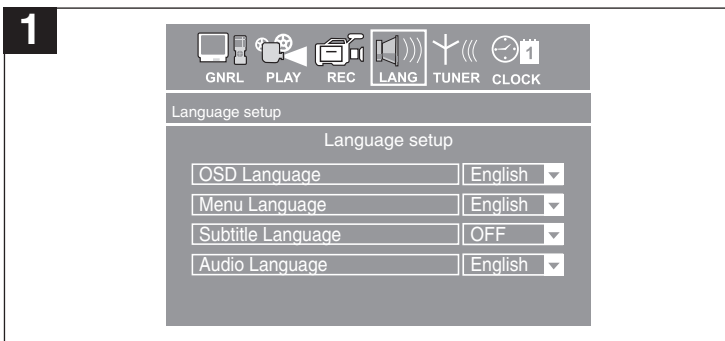 1
GNRL PLAY REC LANG TUNER CLOCK
1
Language setup
Language setup
OSD Language English
Menu Language English
Subtitle Language OFF
Audio Language English